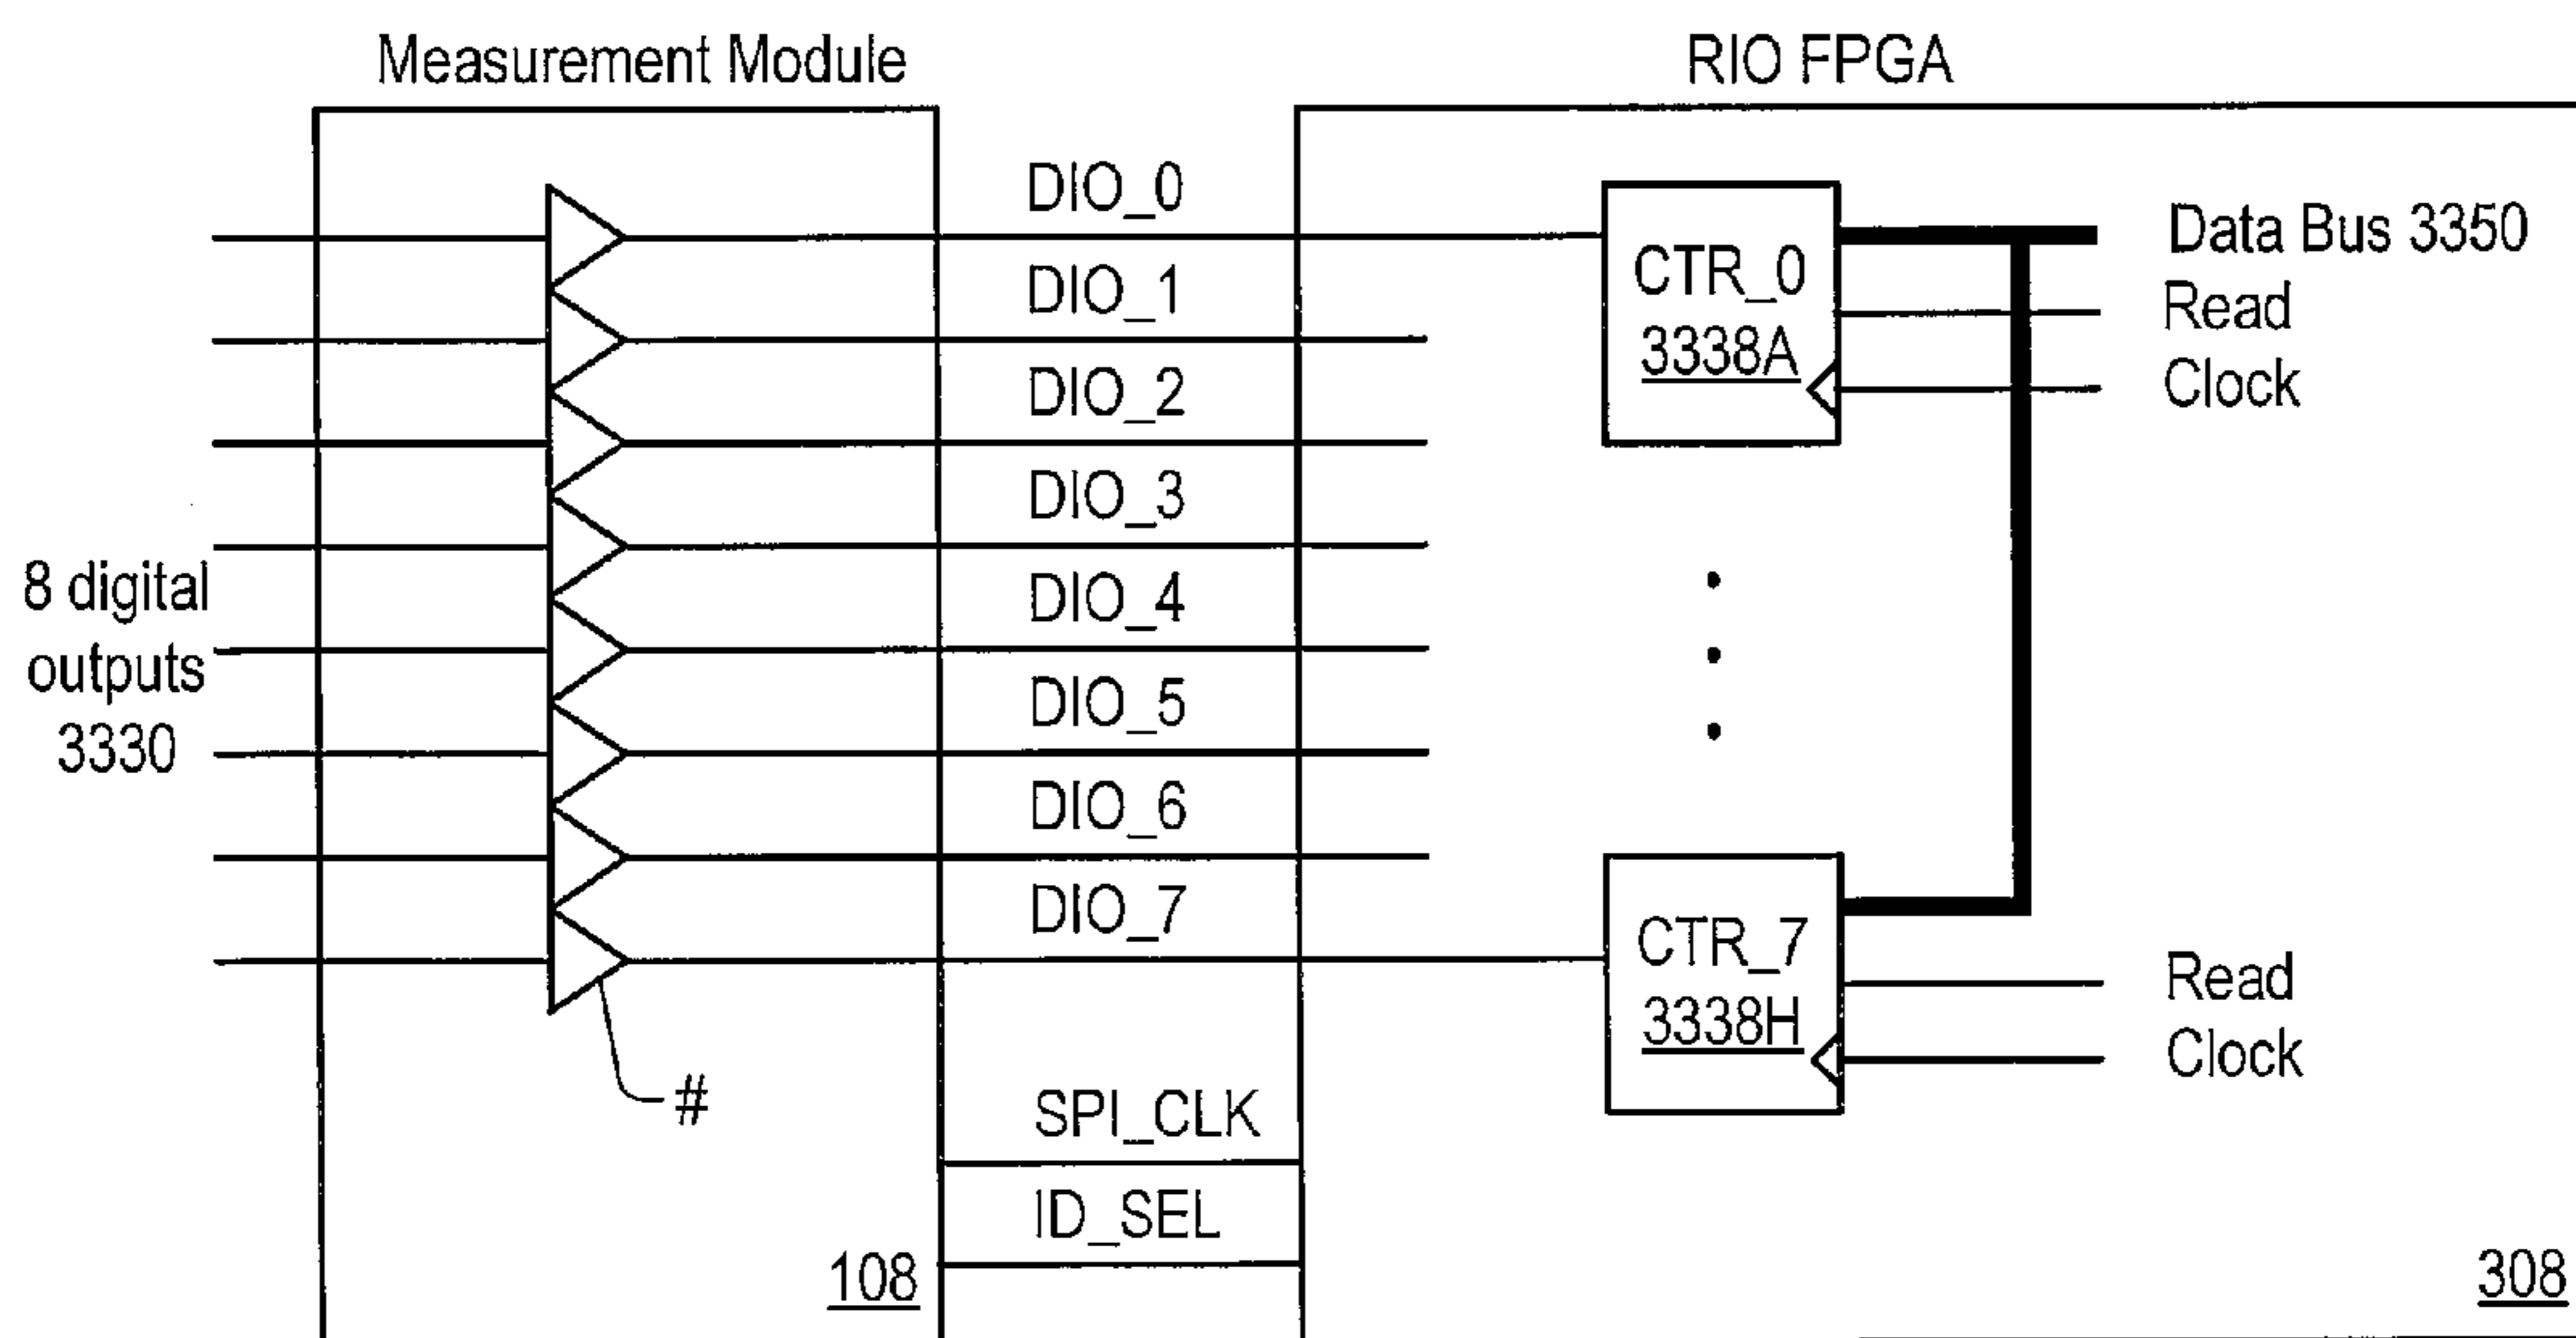 Measurement Module
RIO FPGA
DIO_0
DIO_1
DIO_2
DIO_3
DIO_4
DIO_5
DIO_6
DIO_7
SPI_CLK
ID_SEL
8 digital
outputs
3330
#
108
CTR_0
3338A
Data Bus 3350
Read
Clock
CTR_7
3338H
Read
Clock
308